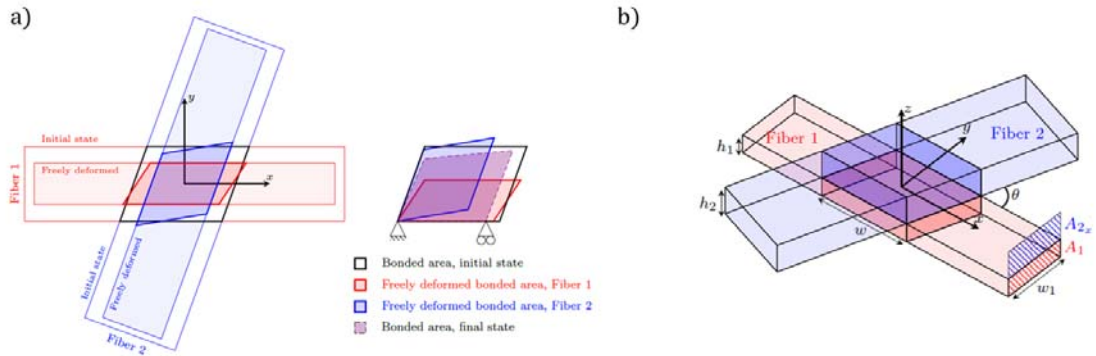 a)
y
Initial state
Fiber 1
Freely deformed
x
Initial state
Freely deformed
Fiber 2
Bonded area, initial state
Freely deformed bonded area, Fiber 1
Freely deformed bonded area, Fiber 2
Bonded area, final state
b)
z
y
Fiber 1
Fiber 2
h₁
h₂
θ
w
x
A₂ₓ
A₁
w₁